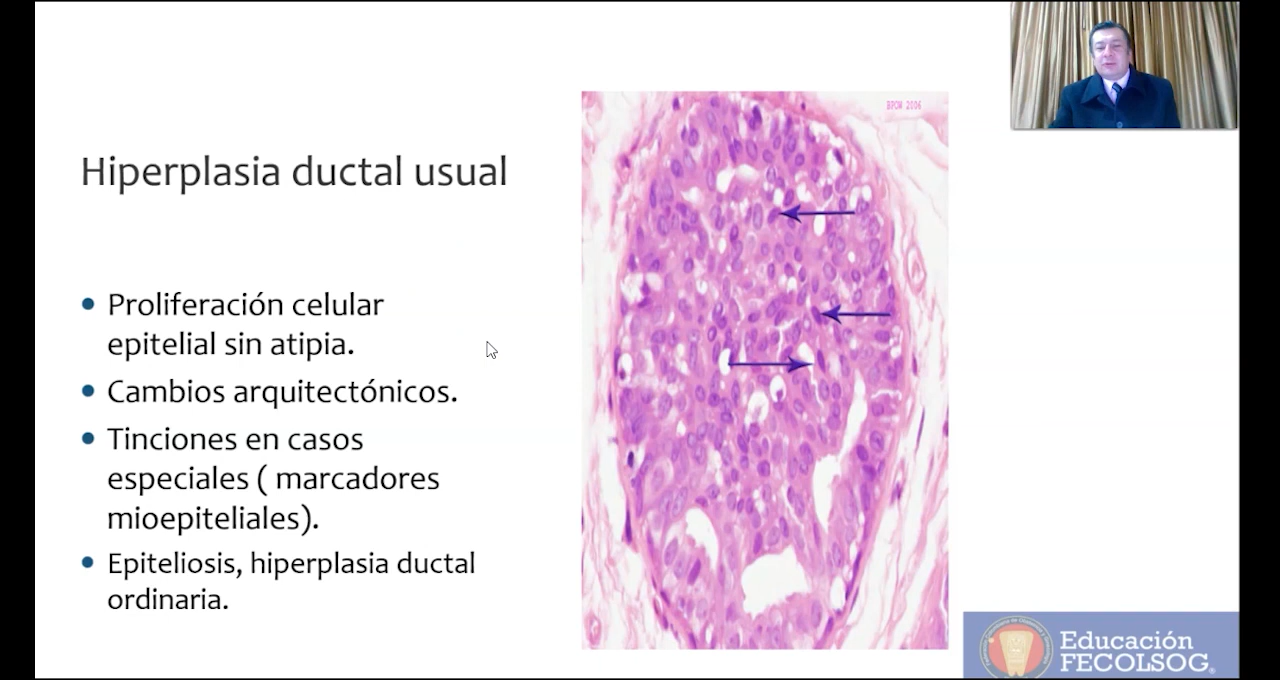 Hiperplasia ductal usual
Proliferación celular
epitelial sin atipia.
Cambios arquitectónicos.
Tinciones en casos
especiales ( marcadores
mioepiteliales).
Epiteliosis, hiperplasia ductal
ordinaria.
BPOW 2006
Educación
FECOLSOG®